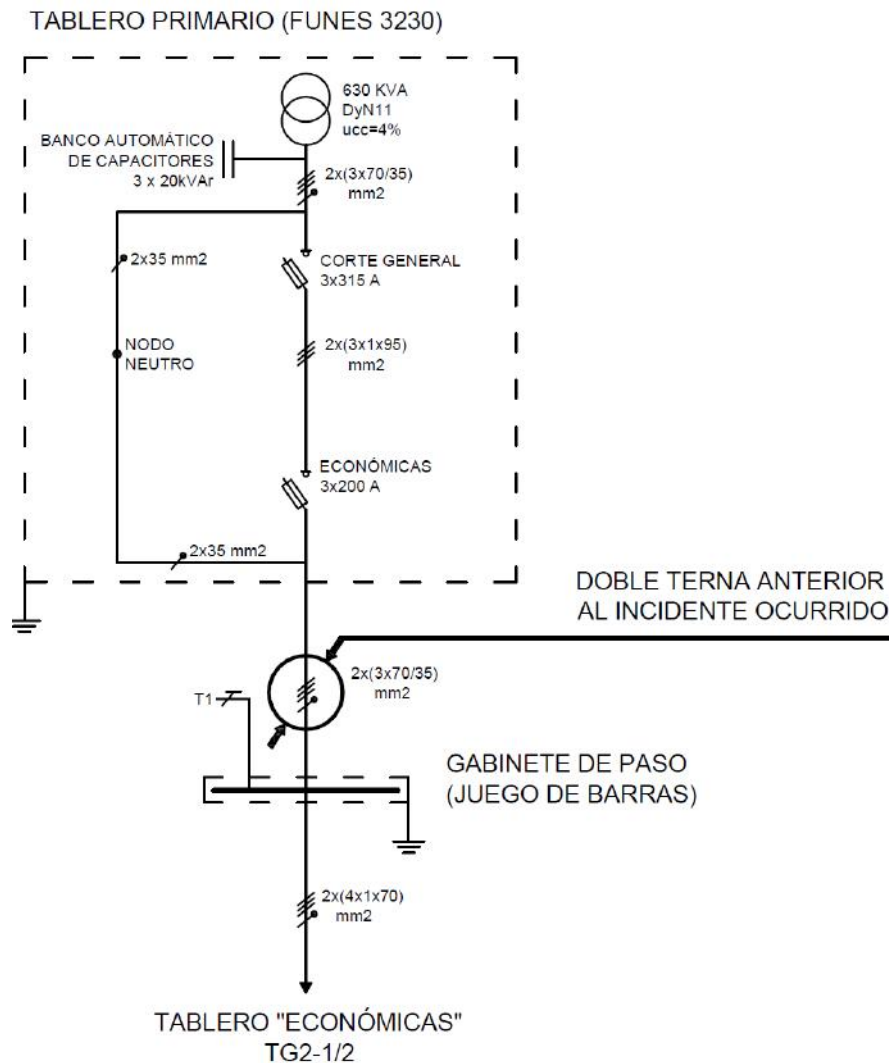 TABLERO PRIMARIO (FUNES 3230)
630 KVA
DyN11
ucc=4%
BANCO AUTOMÁTICO
DE CAPACITORES
3 x 20kVAr
2x(3x70/35)
mm2
2x35 mm2
CORTE GENERAL
3x315 A
NODO
NEUTRO
2x(3x1x95)
mm2
ECONÓMICAS
3x200 A
2x35 mm2
DOBLE TERNA ANTERIOR
AL INCIDENTE OCURRIDO
2x(3x70/35)
mm2
T1
GABINETE DE PASO
(JUEGO DE BARRAS)
2x(4x1x70)
mm2
TABLERO "ECONÓMICAS"
TG2-1/2